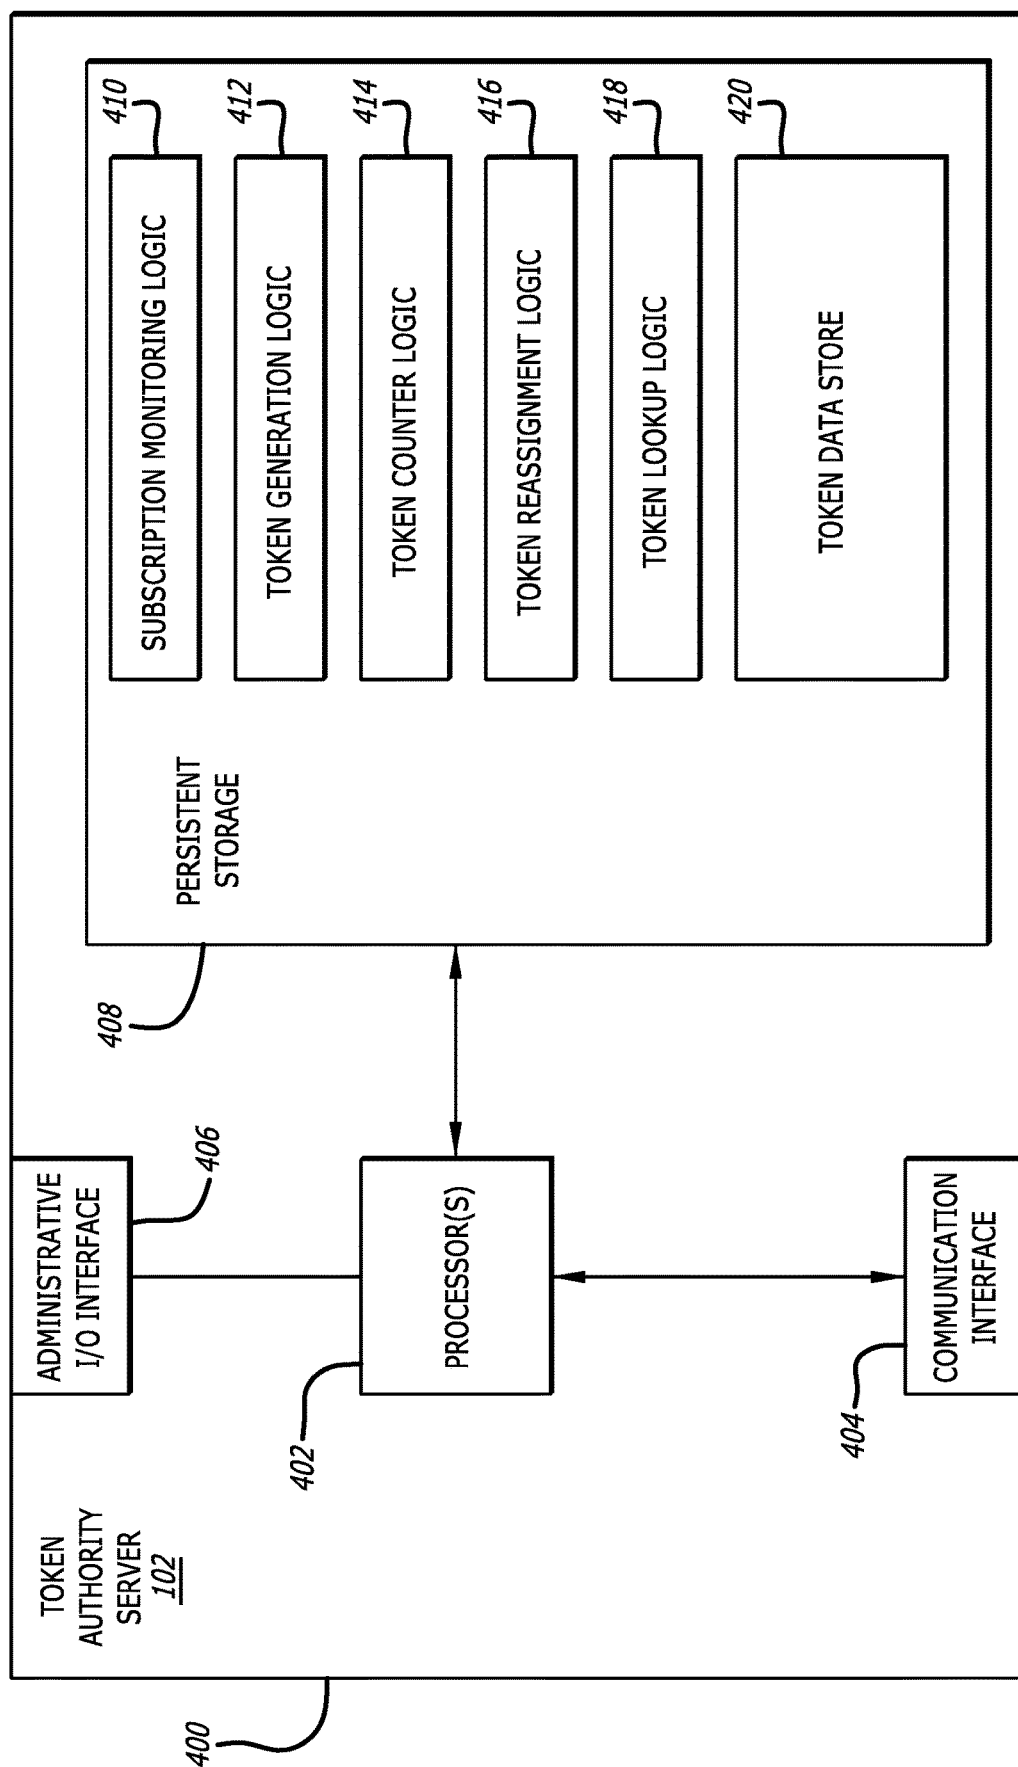 TOKEN
AUTHORITY
SERVER
102
400
ADMINISTRATIVE
I/O INTERFACE
406
402
PROCESSOR(S)
404
COMMUNICATION
INTERFACE
408
PERSISTENT
STORAGE
SUBSCRIPTION MONITORING LOGIC
410
TOKEN GENERATION LOGIC
412
TOKEN COUNTER LOGIC
414
TOKEN REASSIGNMENT LOGIC
416
TOKEN LOOKUP LOGIC
418
TOKEN DATA STORE
420